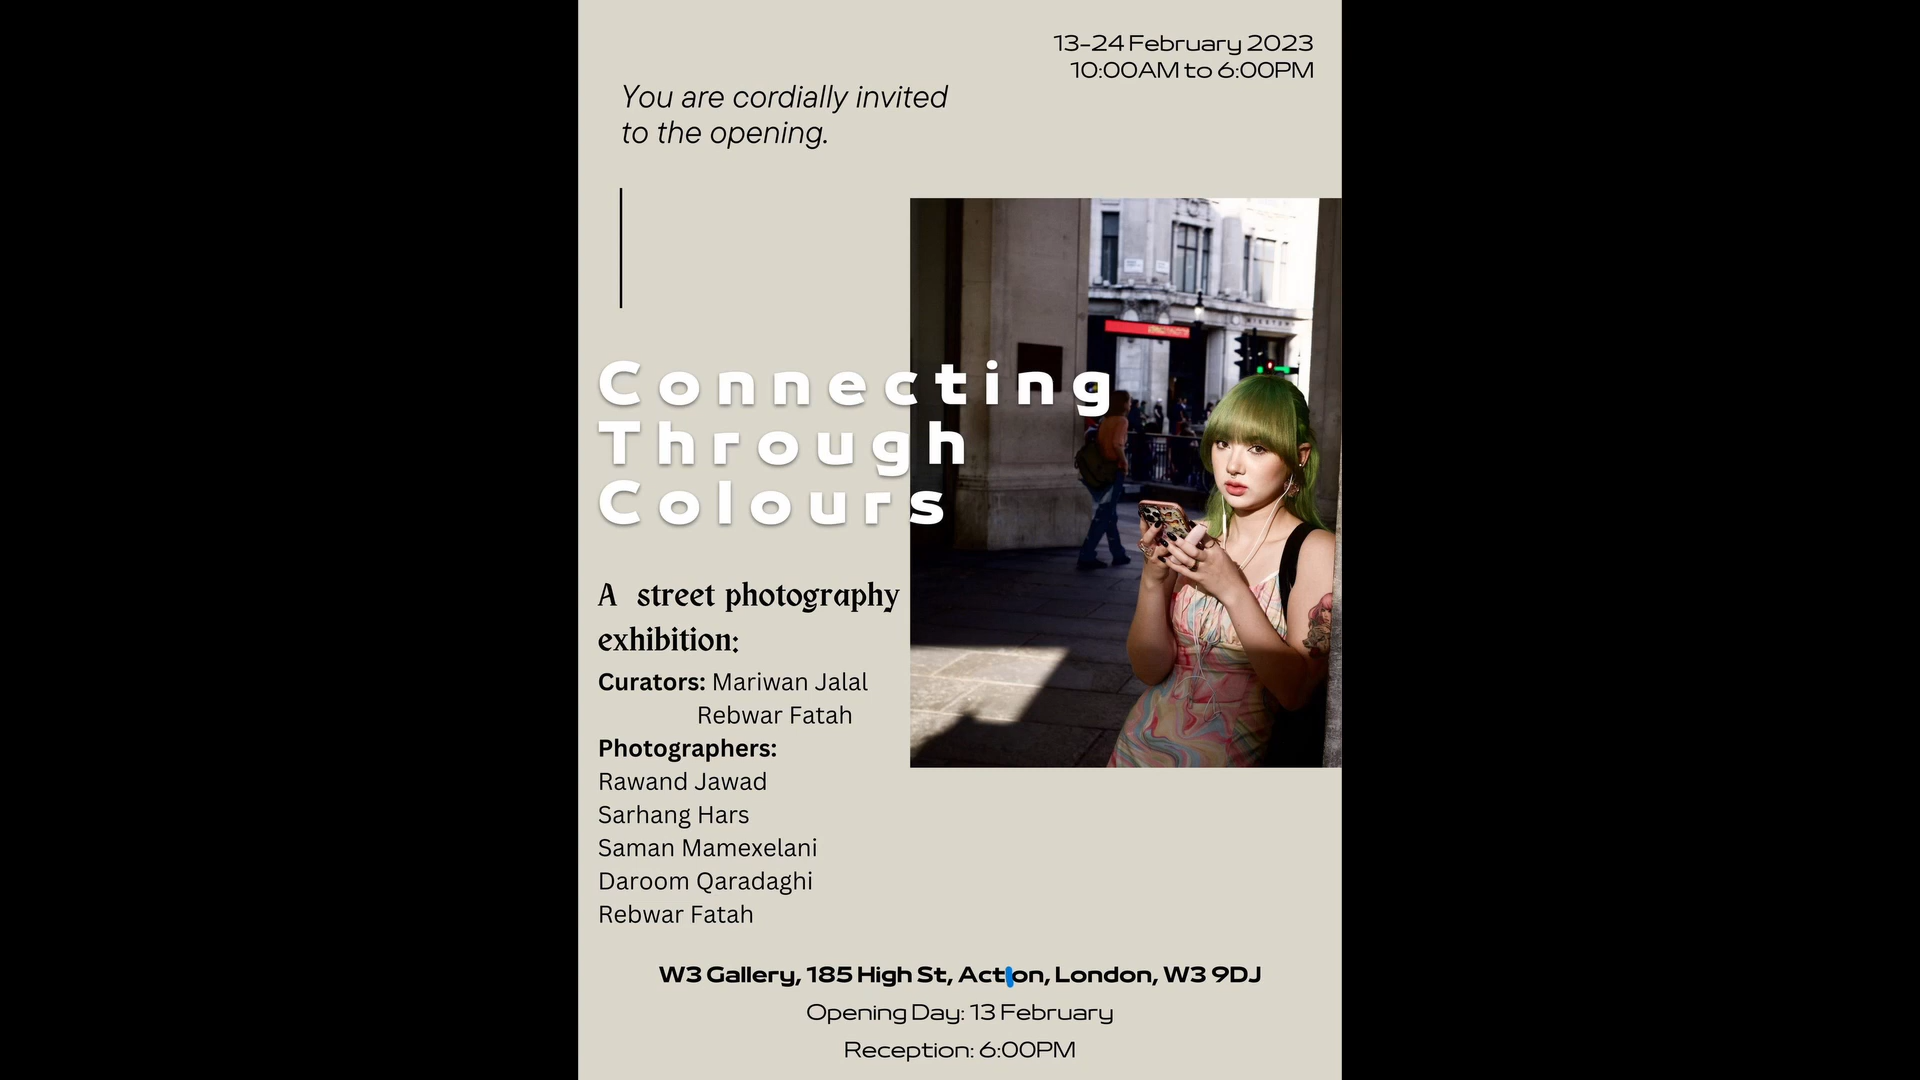 13-24 February 2023
10:00AM to 6:00PM
You are cordially invited
to the opening.
Connecting
Through
Colours
A street photography
exhibition:
Curators: Mariwan Jalal
Rebwar Fatah
Photographers:
Rawand Jawad
Sarhang Hars
Saman Mamexelani
Daroom Qaradaghi
Rebwar Fatah
W3 Gallery, 185 High St, Acton, London, W3 9DJ
Opening Day: 13 February
Reception: 6:00PM